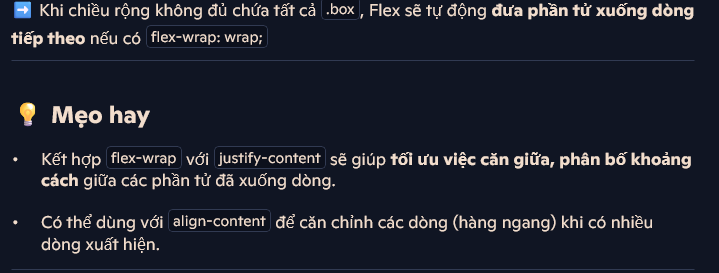 ➡️ Khi chiều rộng không đủ chứa tất cả .box, Flex sẽ tự động đưa phần tử xuống dòng
tiếp theo nếu có flex-wrap: wrap;
💡 Mẹo hay
• Kết hợp flex-wrap với justify-content sẽ giúp tối ưu việc căn giữa, phân bố khoảng
cách giữa các phần tử đã xuống dòng.
• Có thể dùng với align-content để căn chỉnh các dòng (hàng ngang) khi có nhiều
dòng xuất hiện.